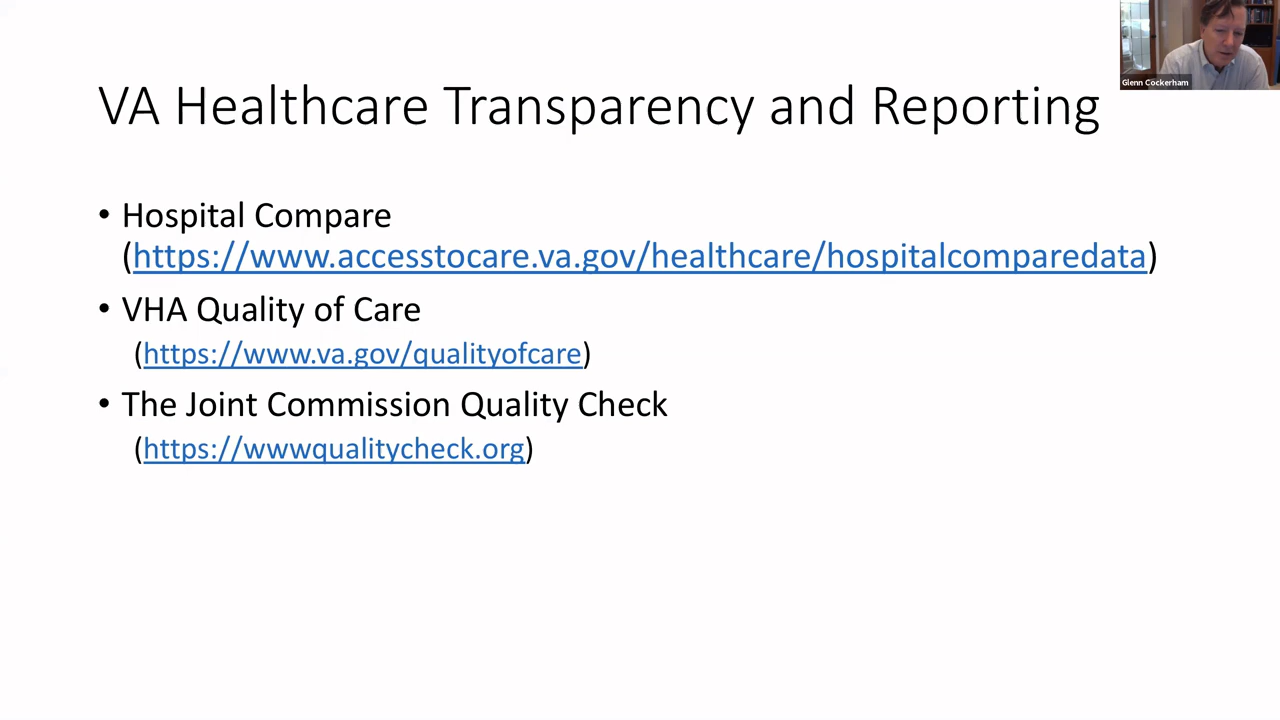 Glenn Cockerham
VA Healthcare Transparency and Reporting
• Hospital Compare
(https://www.accesstocare.va.gov/healthcare/hospitalcomparedata)
• VHA Quality of Care
(https://www.va.gov/qualityofcare)
• The Joint Commission Quality Check
(https://wwwqualitycheck.org)